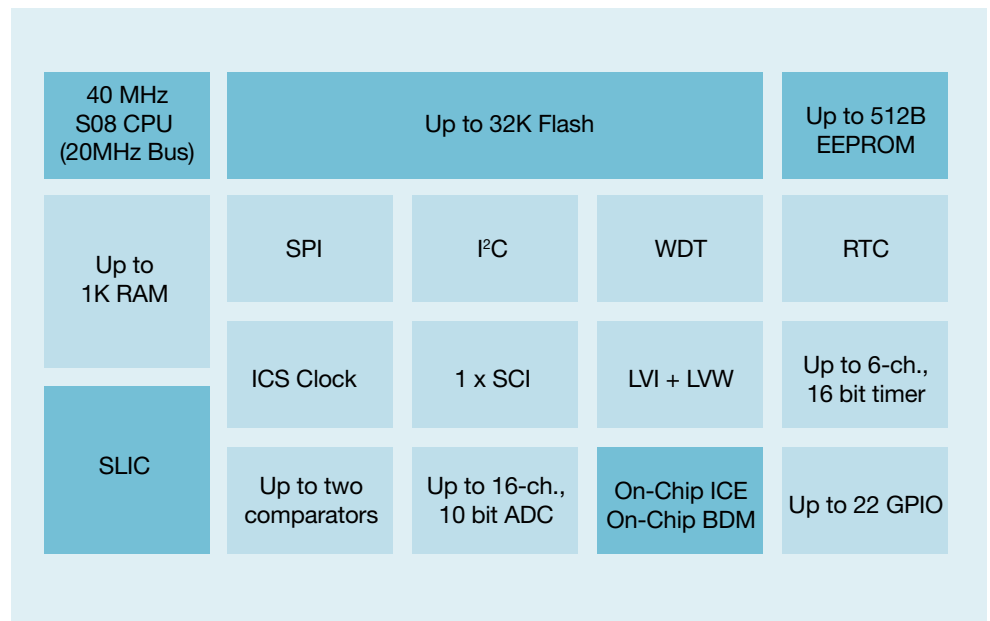 40 MHz
S08 CPU
(20MHz Bus)
Up to 32K Flash
Up to 512B
EEPROM
Up to
1K RAM
SPI
I²C
WDT
RTC
ICS Clock
1 x SCI
LVI + LVW
Up to 6-ch.,
16 bit timer
SLIC
Up to two
comparators
Up to 16-ch.,
10 bit ADC
On-Chip ICE
On-Chip BDM
Up to 22 GPIO